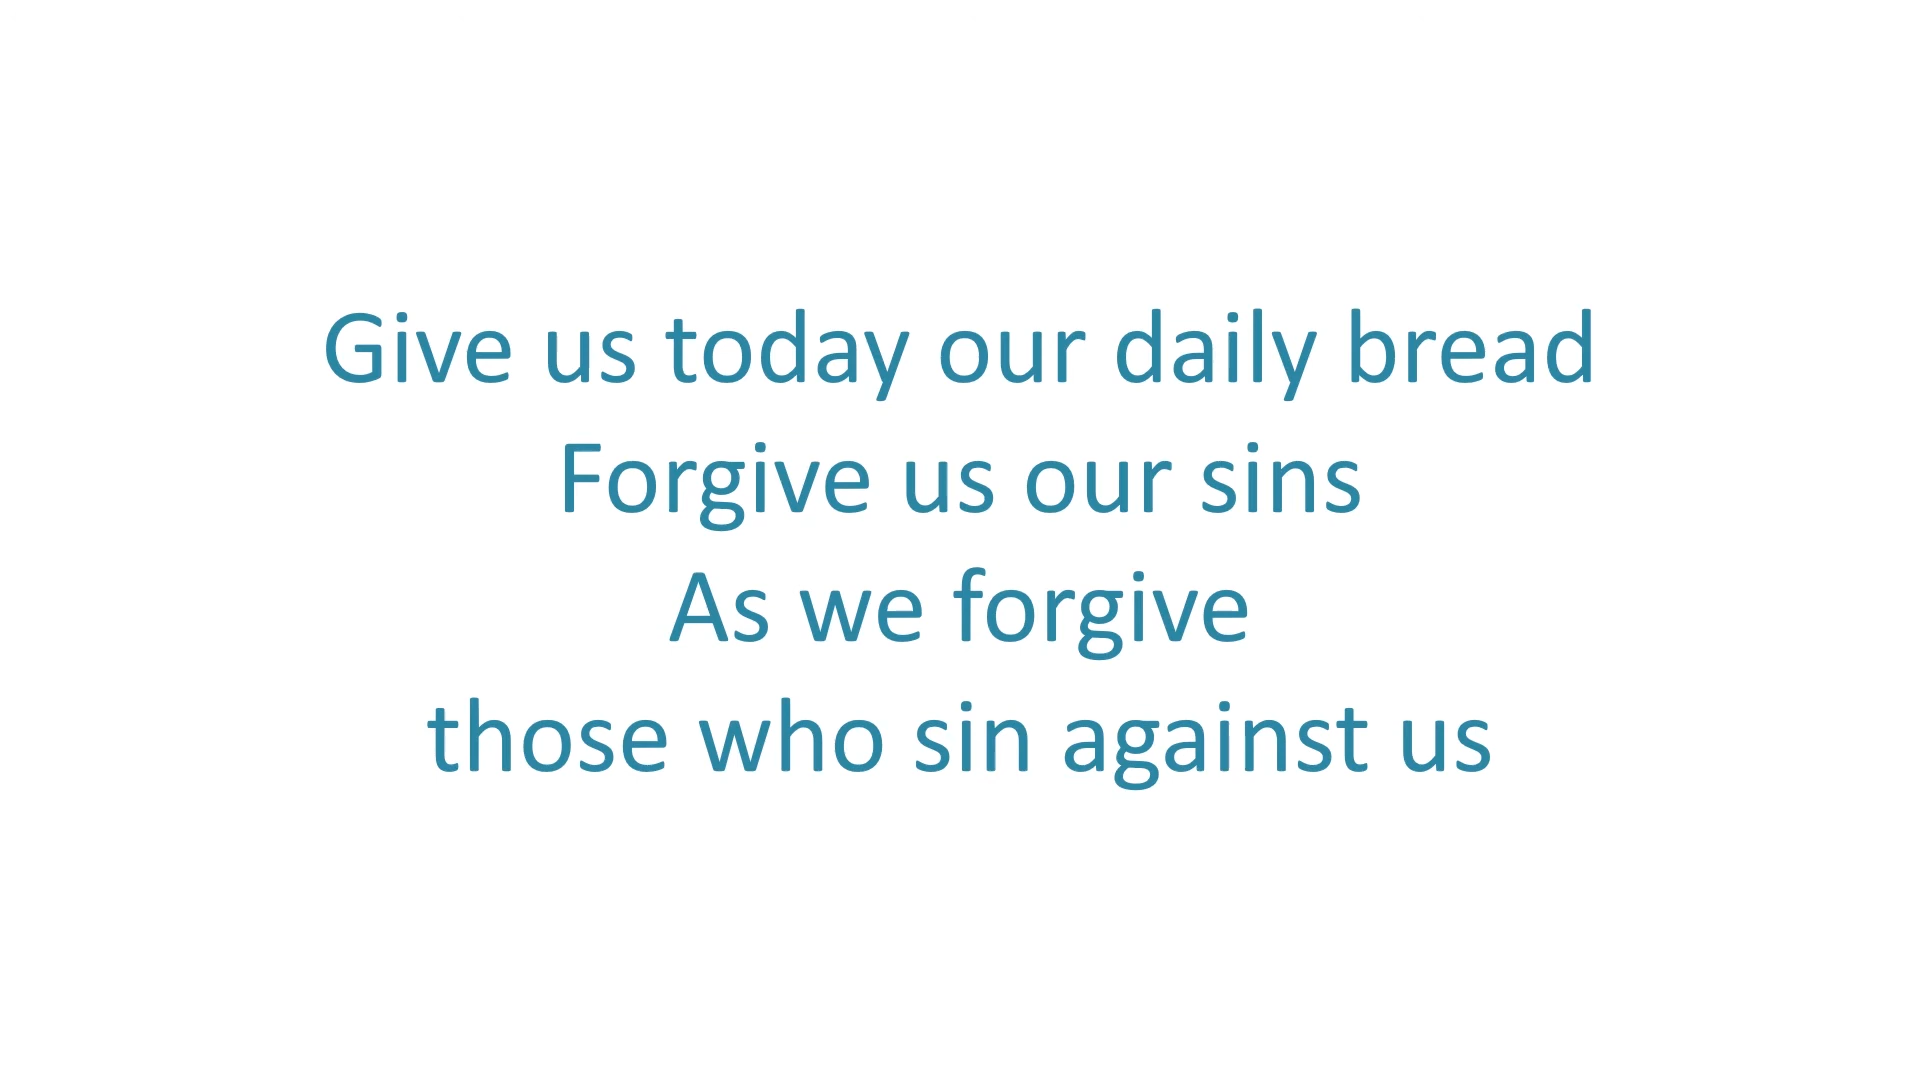 Give us today our daily bread
Forgive us our sins
As we forgive
those who sin against us